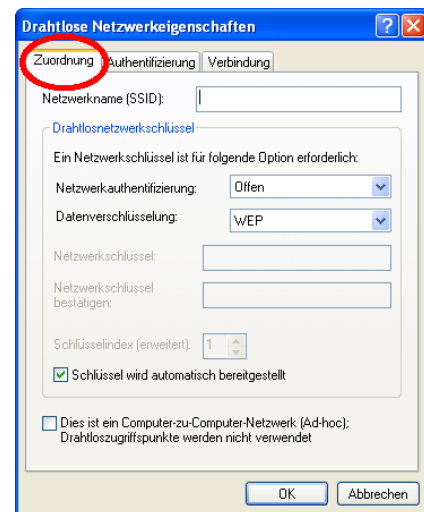 Drahtlose Netzwerkeigenschaften
Zuordnung Authentifizierung Verbindung
Netzwerkname (SSID):
Drahtlosnetzwerkschlüssel
Ein Netzwerkschlüssel ist für folgende Option erforderlich:
Netzwerkauthentifizierung: Offen
Datenverschlüsselung: WEP
Netzwerkschlüssel:
Netzwerkschlüssel
bestätigen:
Schlüsselindex (erweitert): 1
Schlüssel wird automatisch bereitgestellt
Dies ist ein Computer-zu-Computer-Netzwerk (Ad-hoc);
Drahtloszugriffspunkte werden nicht verwendet
OK Abbrechen